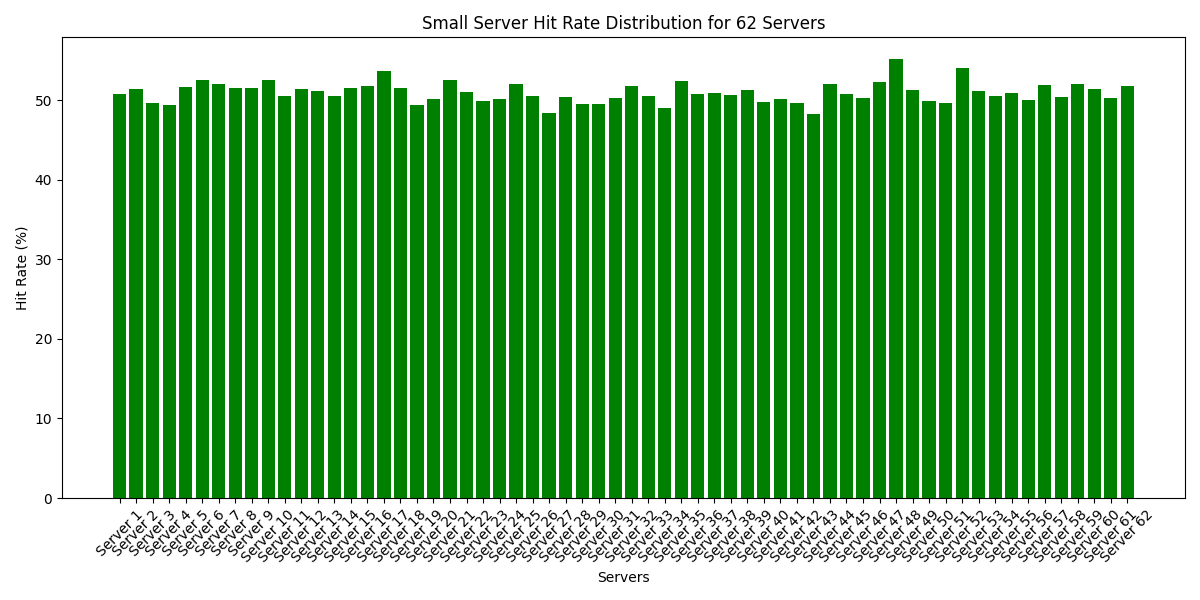 Small Server Hit Rate Distribution for 62 Servers
Hit Rate (%)
50
40
30
20
10
0
Server 1
Server 2
Server 3
Server 4
Server 5
Server 6
Server 7
Server 8
Server 9
Server 10
Server 11
Server 12
Server 13
Server 14
Server 15
Server 16
Server 17
Server 18
Server 19
Server 20
Server 21
Server 22
Server 23
Server 24
Server 25
Server 26
Server 27
Server 28
Server 29
Server 30
Server 31
Server 32
Server 33
Server 34
Server 35
Server 36
Server 37
Server 38
Server 39
Server 40
Server 41
Server 42
Server 43
Server 44
Server 45
Server 46
Server 47
Server 48
Server 49
Server 50
Server 51
Server 52
Server 53
Server 54
Server 55
Server 56
Server 57
Server 58
Server 59
Server 60
Server 61
Server 62
Servers